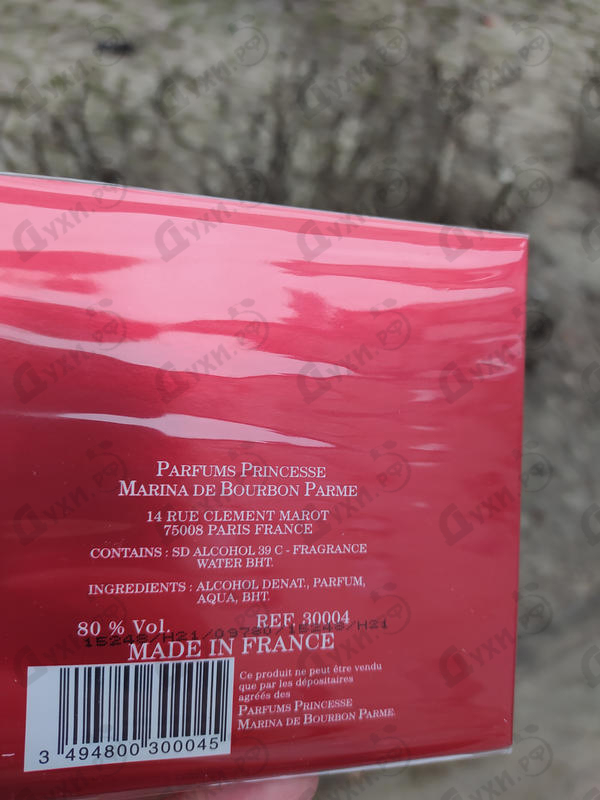 PARFUMS PRINCESSE
MARINA DE BOURBON PARME
14 RUE CLEMENT MAROT
75008 PARIS FRANCE
CONTAINS : SD ALCOHOL 39 C - FRAGRANCE
WATER BHT.
INGREDIENTS : ALCOHOL DENAT., PARFUM,
AQUA, BHT.
80 % Vol. REF. 30004
MADE IN FRANCE
Ce produit ne peut être vendu
que par les dépositaires
agréés des
PARFUMS PRINCESSE
MARINA DE BOURBON PARME.
3 494800 300045
Духи.рф